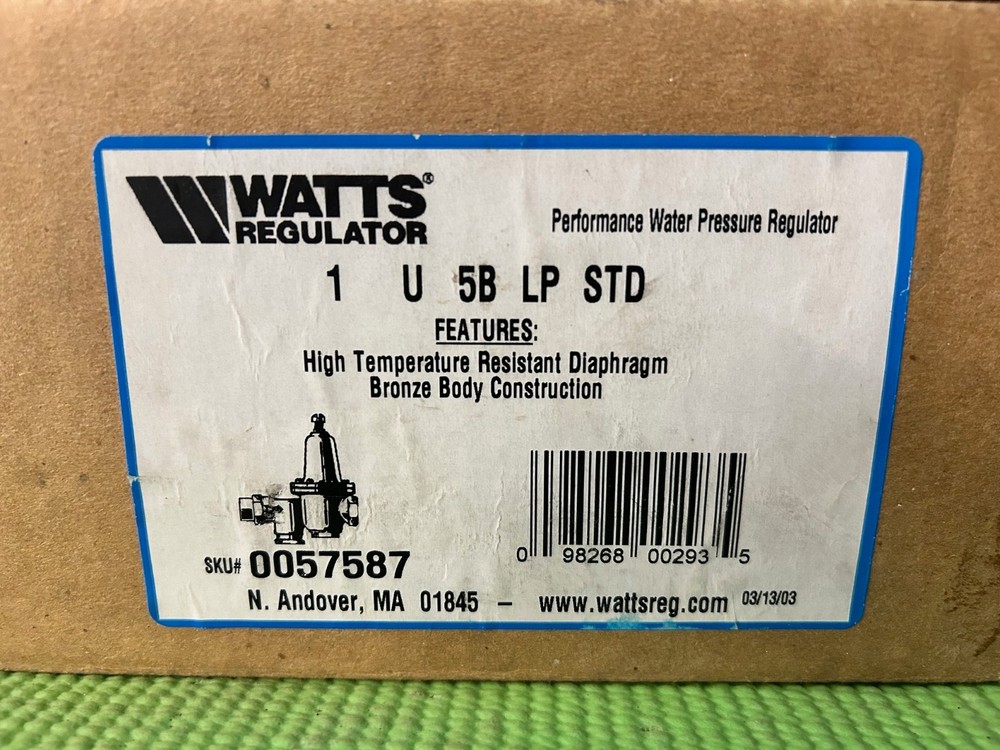 WATTS®
REGULATOR
Performance Water Pressure Regulator
1 U 5B LP STD
FEATURES:
High Temperature Resistant Diaphragm
Bronze Body Construction
0 98268 00293 5
SKU# 0057587
N. Andover, MA 01845 – www.wattsreg.com 03/13/03